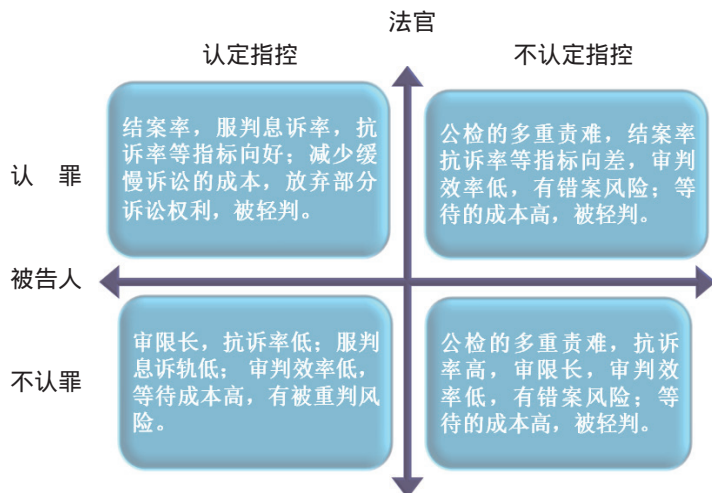 法官
认定指控 不认定指控
认 罪
结案率，服判息诉率，抗
诉率等指标向好；减少缓
慢诉讼的成本，放弃部分
诉讼权利，被轻判。
公检的多重责难，结案率
抗诉率等指标向差，审判
效率低，有错案风险；等
待的成本高，被轻判。
被告人
不认罪
审限长，抗诉率低；服判
息诉轨低； 审判效率低，
等待成本高，有被重判风
险。
公检的多重责难，抗诉
率高，审限长，审判效
率低，有错案风险；等
待的成本高，被轻判。